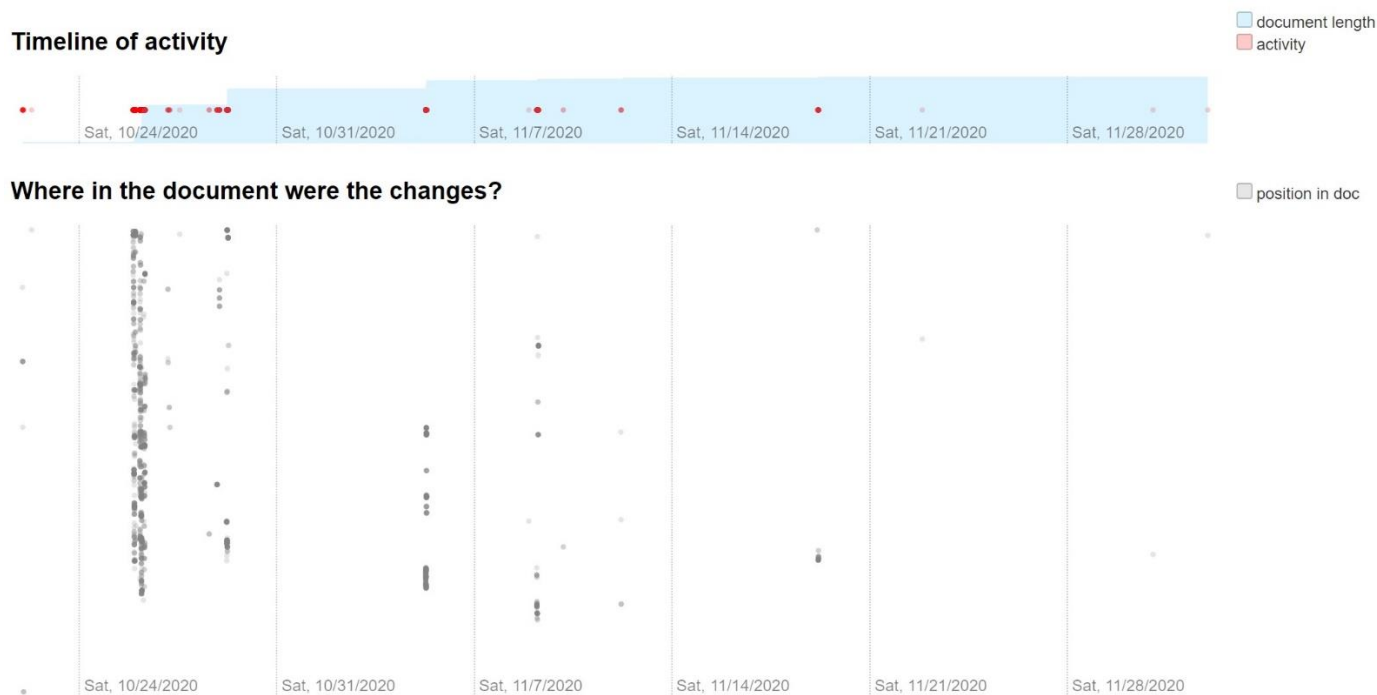 document length
Timeline of activity
activity
Sat, 10/24/2020
Sat, 10/31/2020
Sat, 11/7/2020
Sat, 11/14/2020
Sat, 11/21/2020
Sat, 11/28/2020
Where in the document were the changes?
position in doc
Sat, 10/24/2020
Sat, 10/31/2020
Sat, 11/7/2020
Sat, 11/14/2020
Sat, 11/21/2020
Sat, 11/28/2020